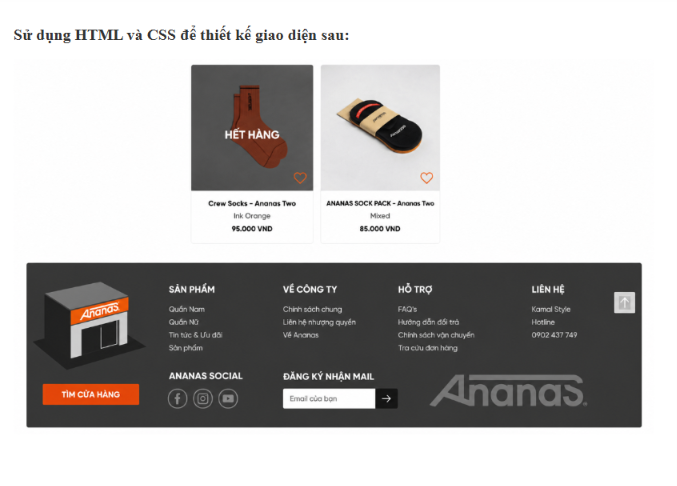 Sử dụng HTML và CSS để thiết kế giao diện sau:
HẾT HÀNG
Crew Socks - Ananas Two
Ink Orange
95.000 VND
ANANAS SOCK PACK - Ananas Two
Mixed
85.000 VND
Ananas
TÌM CỬA HÀNG
SẢN PHẨM
Quần Nam
Quần Nữ
Tin tức & Ưu đãi
Sản phẩm
VỀ CÔNG TY
Chính sách chung
Liên hệ nhượng quyền
Về Ananas
HỖ TRỢ
FAQ's
Hướng dẫn đổi trả
Chính sách vận chuyển
Tra cứu đơn hàng
LIÊN HỆ
Kamal Style
Hotline
0902 437 749
ANANAS SOCIAL
ĐĂNG KÝ NHẬN MAIL
Email của bạn
Ananas